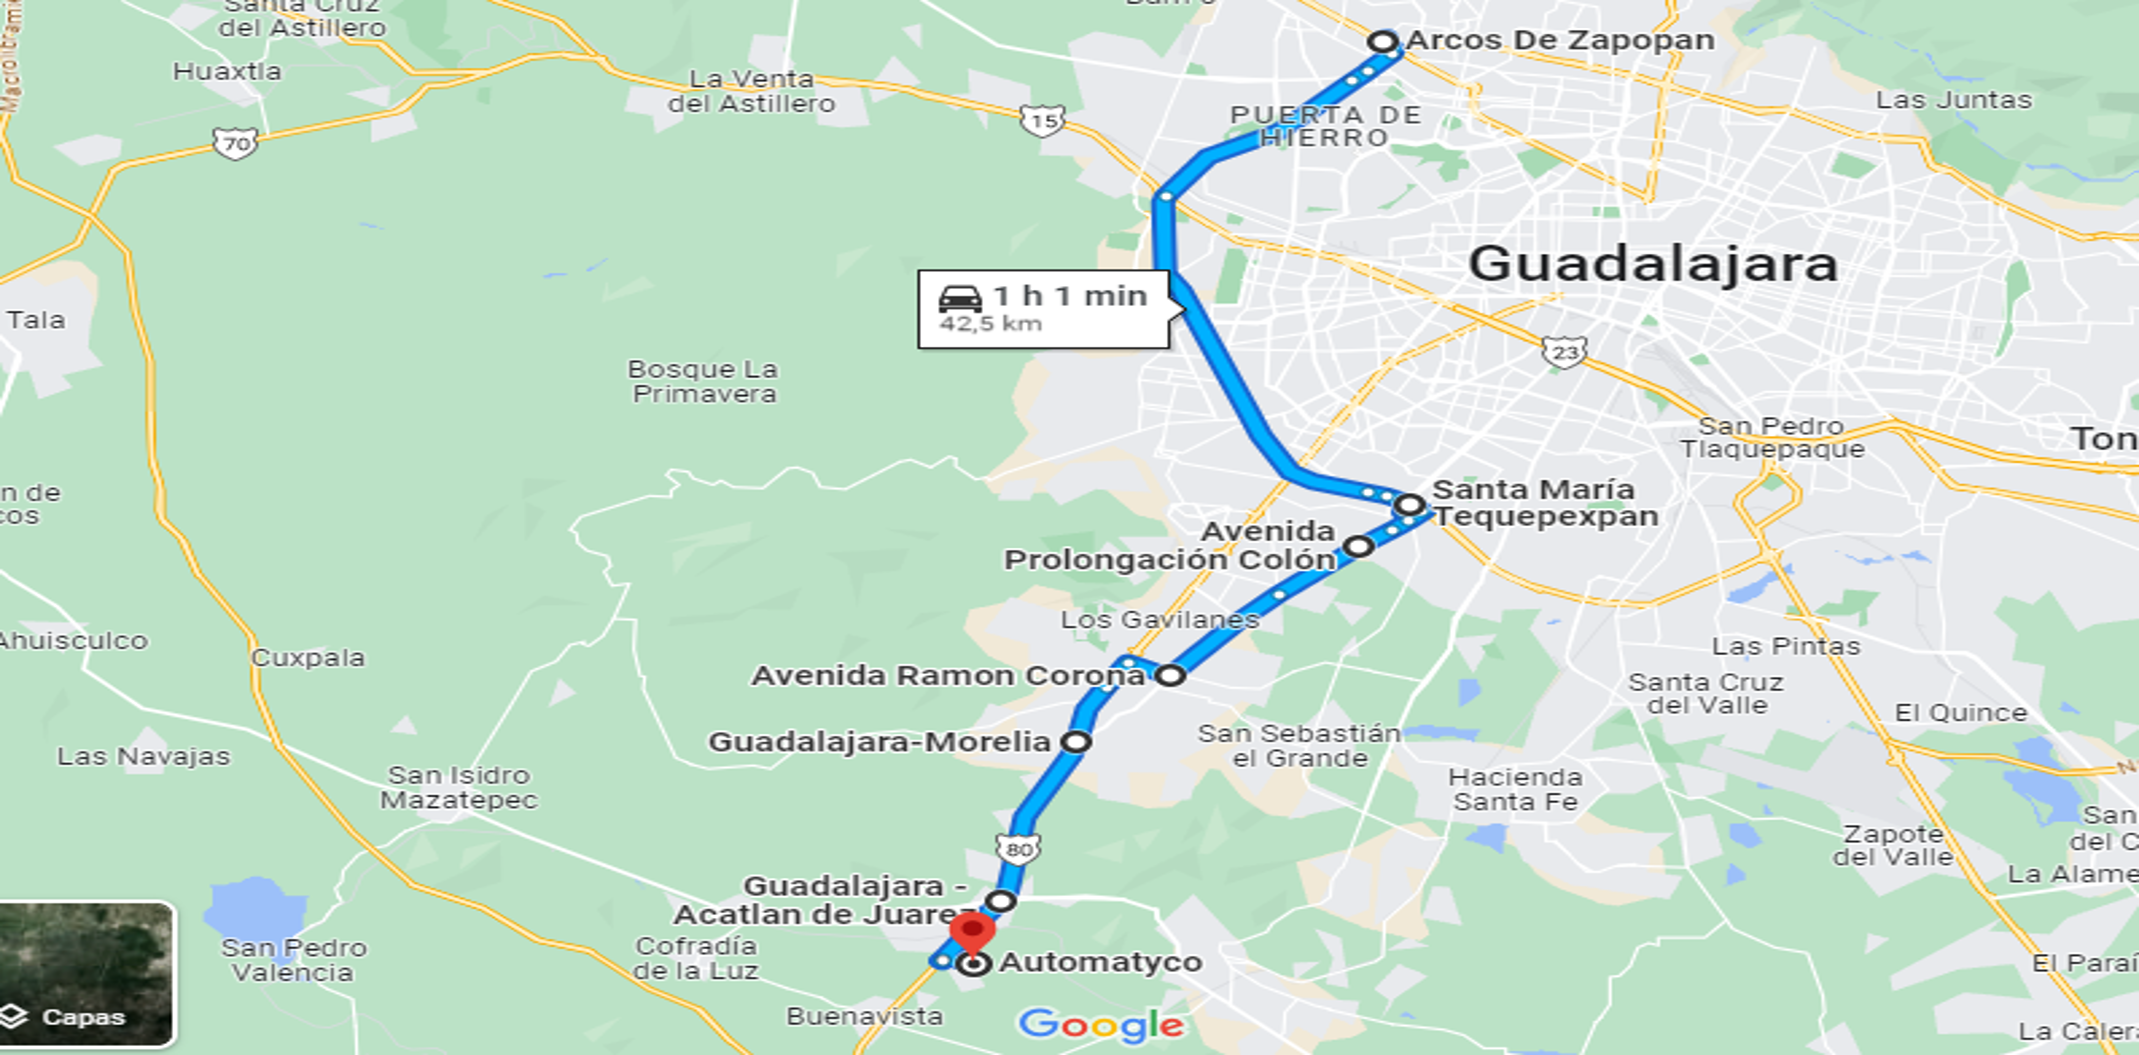 Santa Cruz
del Astillero
Arcos De Zapopan
Huaxtla
La Venta
del Astillero
Las Juntas
15
PUERTA DE
HIERRO
70
Guadalajara
1 h 1 min
42,5 km
Tala
23
Bosque La
Primavera
San Pedro
Tlaquepaque
Ton
n de
cos
Santa María
Tequepexpan
Avenida
Prolongación Colón
Los Gavilanes
Ahuisculco
Cuxpala
Las Pintas
Avenida Ramon Corona
Santa Cruz
del Valle
El Quince
Guadalajara-Morelia
San Sebastián
el Grande
Las Navajas
San Isidro
Mazatepec
Hacienda
Santa Fe
San
del C
Zapote
del Valle
80
La Alame
Guadalajara -
Acatlan de Juarez
San Pedro
Valencia
Cofradía
de la Luz
Automatyco
El Paraí
Capas
Buenavista
Google
La Calera